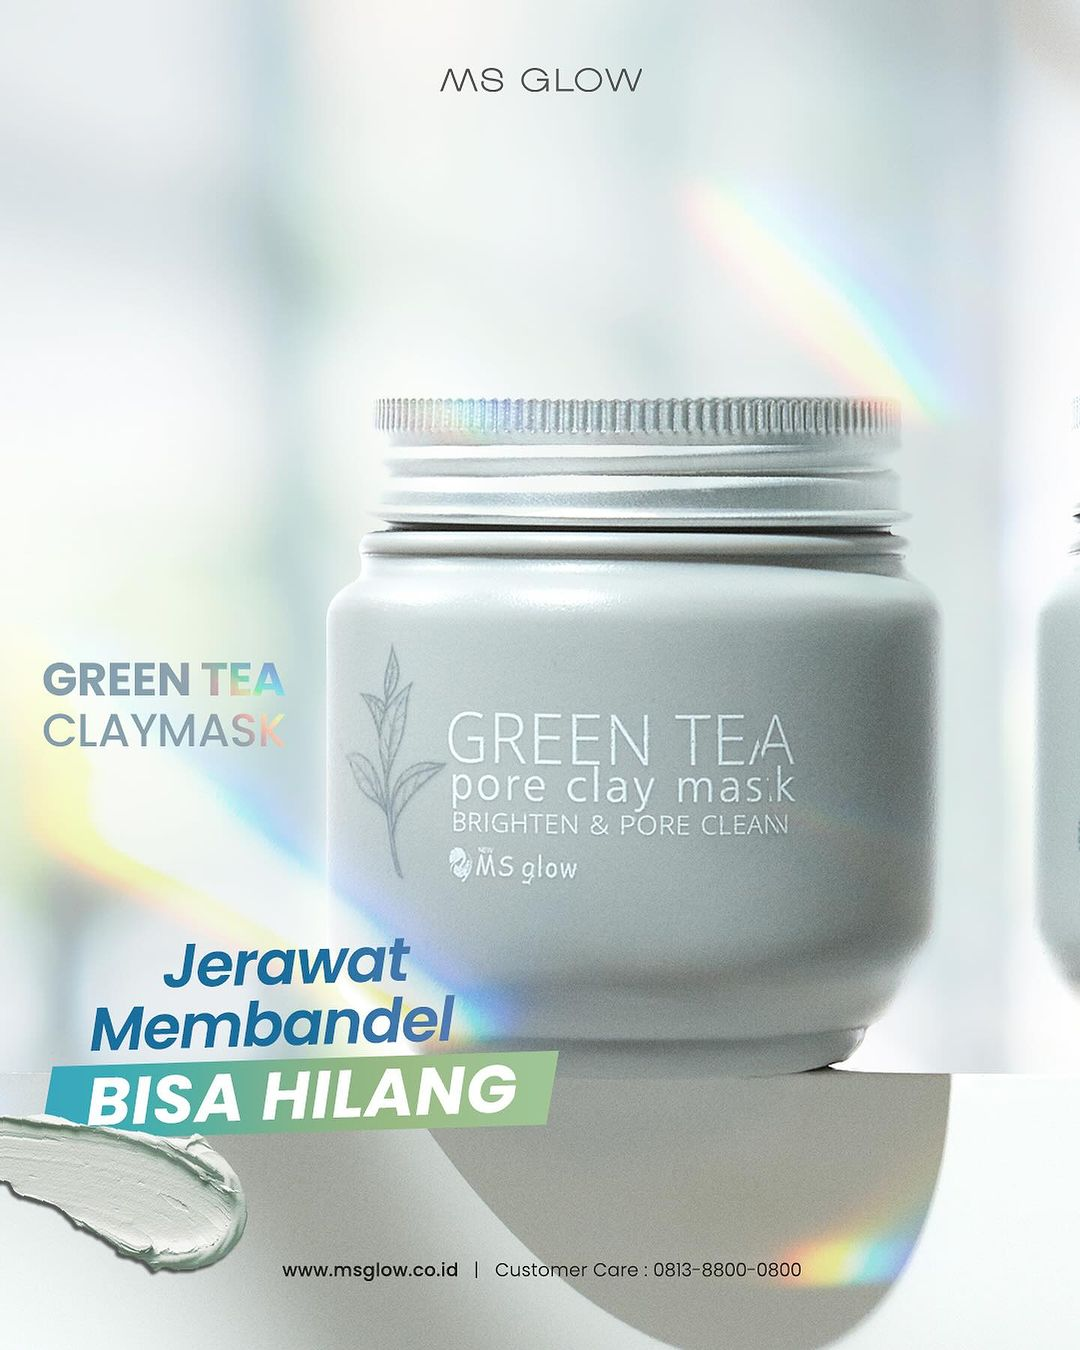 MS GLOW
GREEN TEA
CLAYMASK
GREEN TEA
pore clay mask
BRIGHTEN & PORE CLEAN
NEW
MS glow
Jerawat
Membandel
BISA HILANG
www.msglow.co.id | Customer Care : 0813-8800-0800